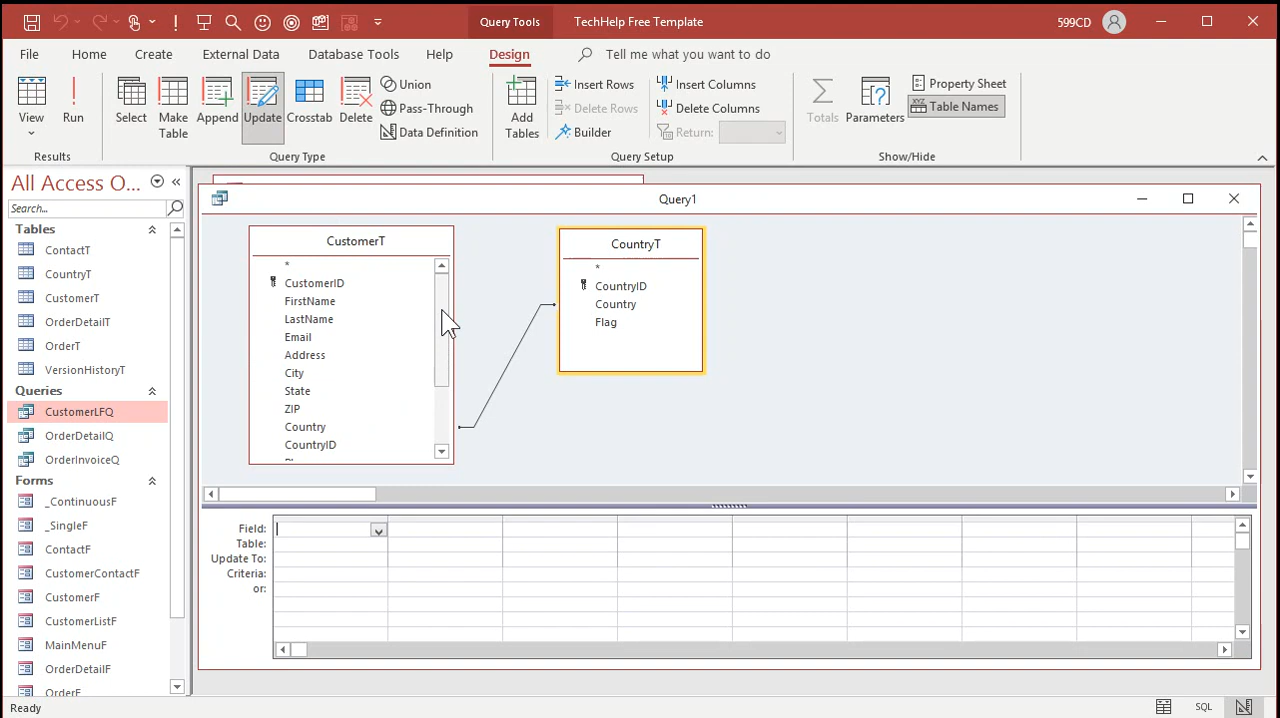 Query Tools
TechHelp Free Template
599CD
File
Home
Create
External Data
Database Tools
Help
Design
Tell me what you want to do
View
Run
Select
Make
Table
Append
Update
Crosstab
Delete
Union
Pass-Through
Data Definition
Add
Tables
Insert Rows
Delete Rows
Builder
Insert Columns
Delete Columns
Return:
Totals
Parameters
Property Sheet
XYZ
Table Names
Results
Query Type
Query Setup
Show/Hide
All Access O...
Search...
Tables
ContactT
CountryT
CustomerT
OrderDetailT
OrderT
VersionHistoryT
Queries
CustomerLFQ
OrderDetailQ
OrderInvoiceQ
Forms
_ContinuousF
_SingleF
ContactF
CustomerContactF
CustomerF
CustomerListF
MainMenuF
OrderDetailF
OrderF
Query1
CustomerT
*
CustomerID
FirstName
LastName
Email
Address
City
State
ZIP
Country
CountryID
CountryT
*
CountryID
Country
Flag
Field:
Table:
Update To:
Criteria:
or:
Ready
SQL